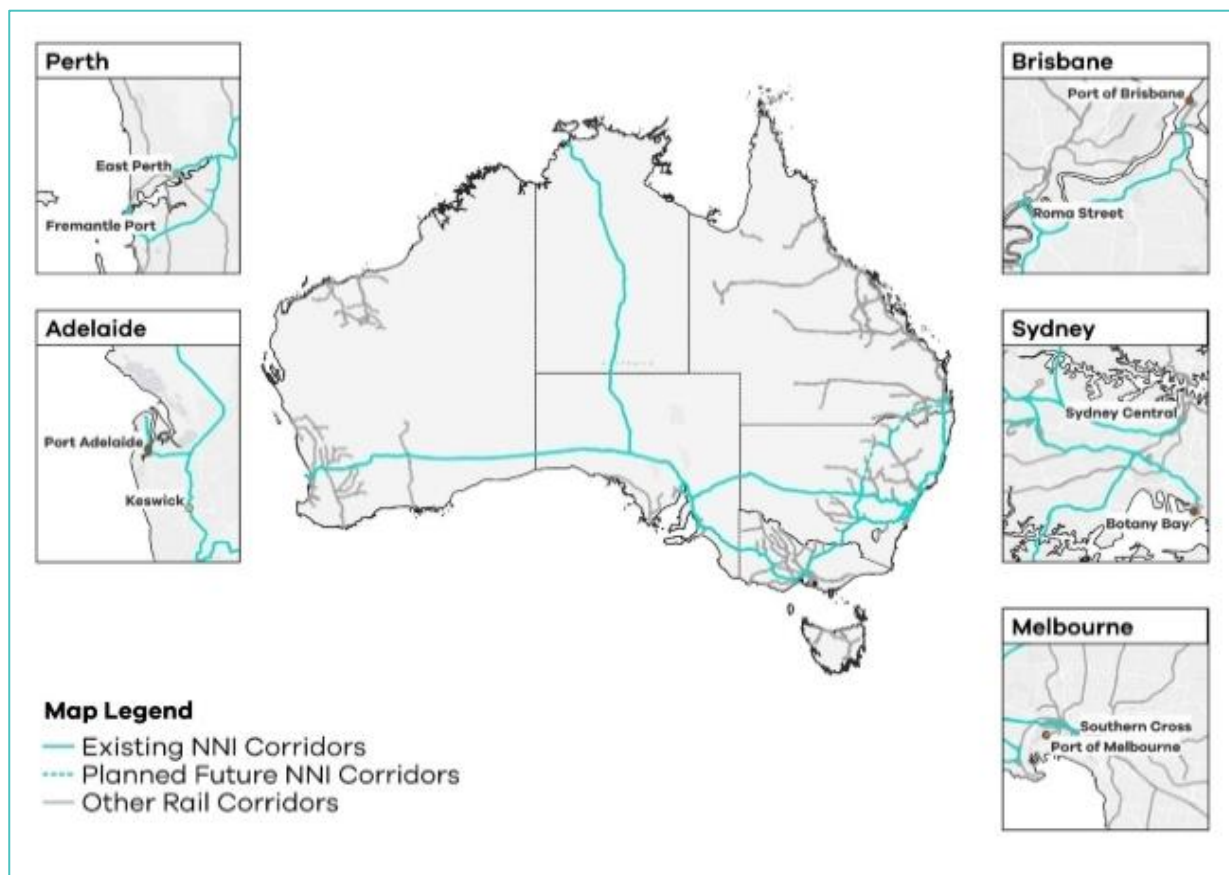 Perth
East Perth
Fremantle Port
Adelaide
Port Adelaide
Keswick
Brisbane
Port of Brisbane
Roma Street
Sydney
Sydney Central
Botany Bay
Melbourne
Southern Cross
Port of Melbourne
Map Legend
Existing NNI Corridors
Planned Future NNI Corridors
Other Rail Corridors